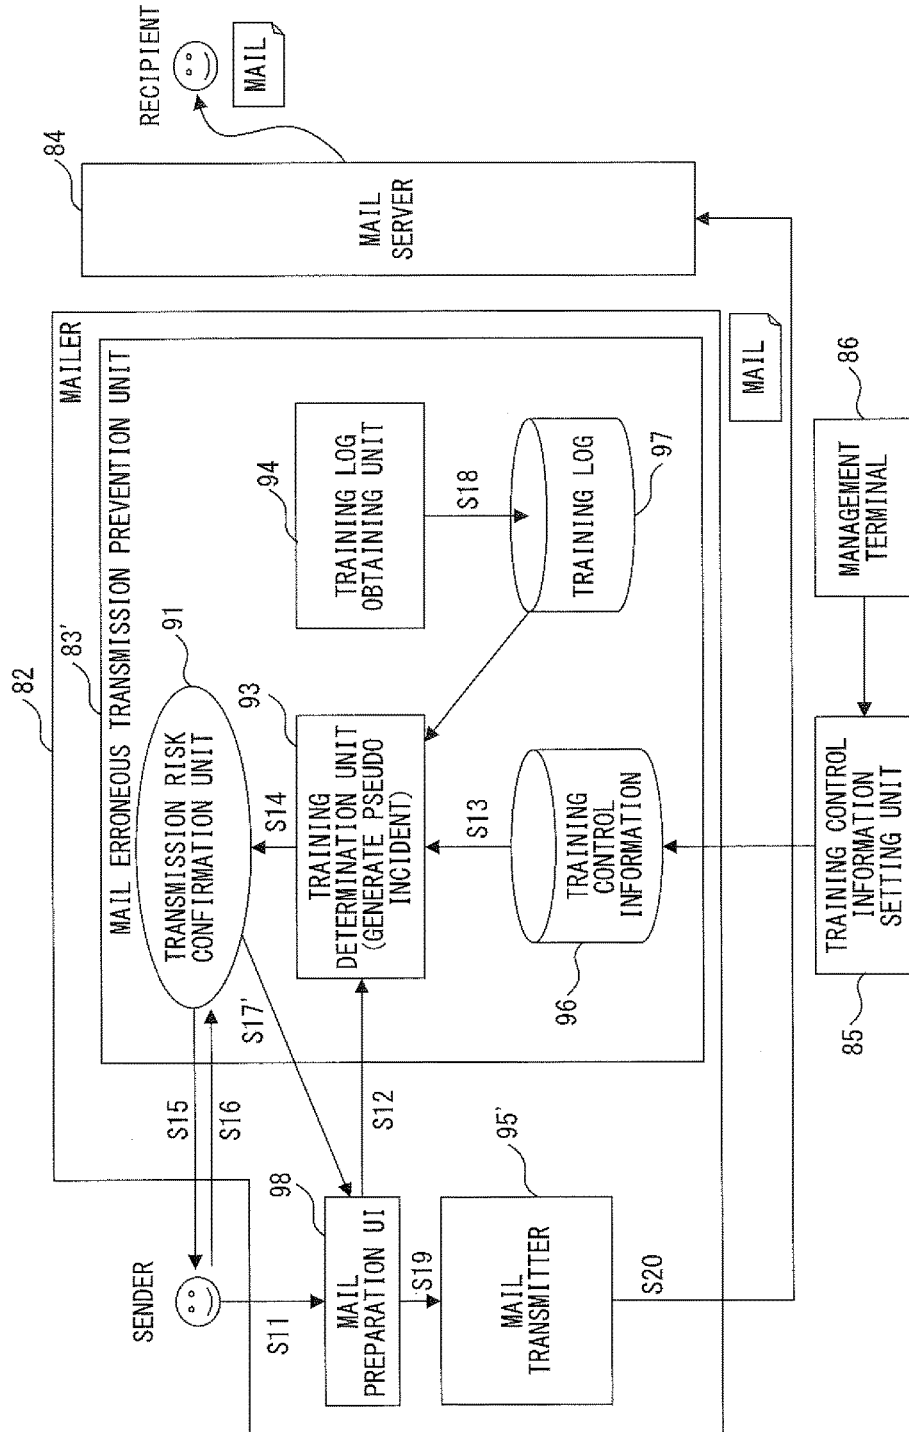 SENDER
82
MAILER
83'
MAIL ERRONEOUS TRANSMISSION PREVENTION UNIT
84
RECIPIENT
MAIL
S15
S16
TRANSMISSION RISK
CONFIRMATION UNIT
91
S11
S17'
S14
98
MAIL
PREPARATION UI
S12
93
TRAINING
DETERMINATION UNIT
(GENERATE PSEUDO
INCIDENT)
94
TRAINING LOG
OBTAINING UNIT
MAIL
SERVER
S19
S13
S18
95'
MAIL
TRANSMITTER
96
TRAINING
CONTROL
INFORMATION
TRAINING LOG
97
S20
MAIL
85
TRAINING CONTROL
INFORMATION
SETTING UNIT
MANAGEMENT
TERMINAL
86